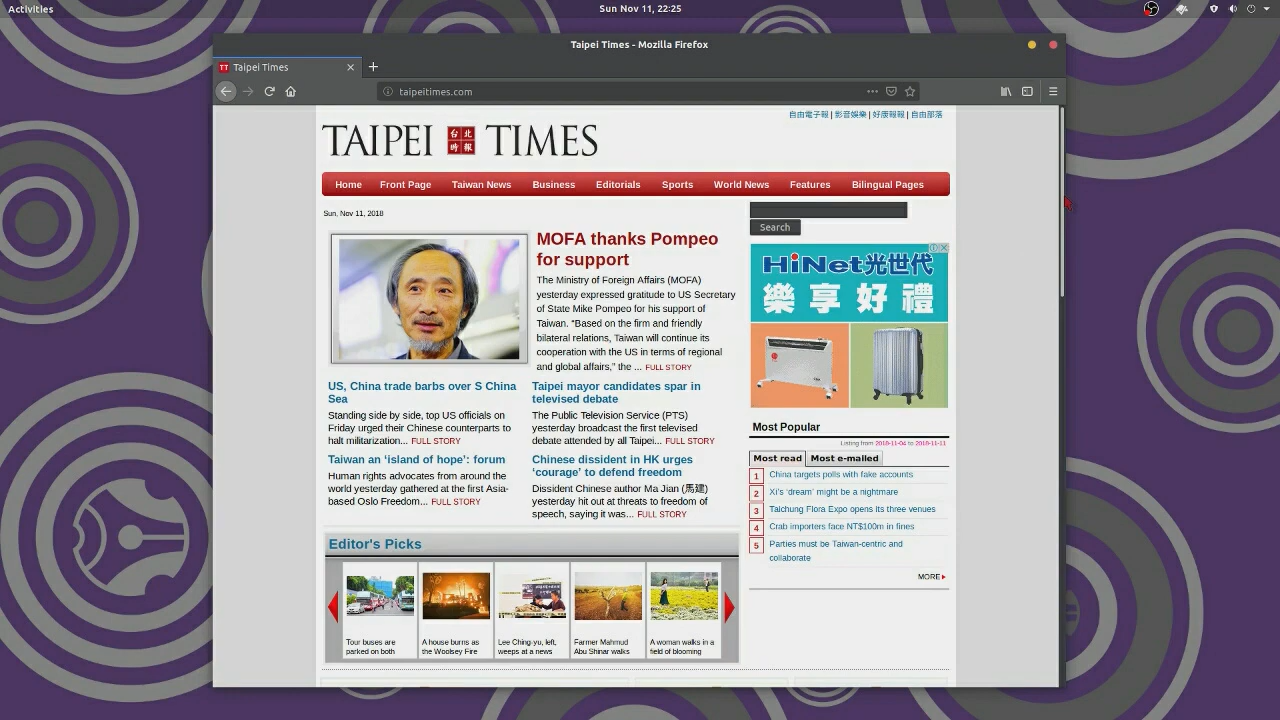 Activities
Sun Nov 11, 22:25
Taipei Times - Mozilla Firefox
TT Taipei Times
taipeitimes.com
自由電子報 | 影音娛樂 | 好康報報 | 自由部落
TAIPEI 台北時報 TIMES
Home Front Page Taiwan News Business Editorials Sports World News Features Bilingual Pages
Sun, Nov 11, 2018
Search
MOFA thanks Pompeo
for support
The Ministry of Foreign Affairs (MOFA)
yesterday expressed gratitude to US Secretary
of State Mike Pompeo for his support of
Taiwan. “Based on the firm and friendly
bilateral relations, Taiwan will continue its
cooperation with the US in terms of regional
and global affairs,” the ... FULL STORY
US, China trade barbs over S China
Sea
Standing side by side, top US officials on
Friday urged their Chinese counterparts to
halt militarization... FULL STORY
Taipei mayor candidates spar in
televised debate
The Public Television Service (PTS)
yesterday broadcast the first televised
debate attended by all Taipei... FULL STORY
Taiwan an ‘island of hope’: forum
Human rights advocates from around the
world yesterday gathered at the first Asia-
based Oslo Freedom... FULL STORY
Chinese dissident in HK urges
‘courage’ to defend freedom
Dissident Chinese author Ma Jian (馬建)
yesterday hit out at threats to freedom of
speech, saying it was... FULL STORY
HiNet光世代
樂享好禮
Most Popular
Listing from 2018-11-04 to 2018-11-11
Most read Most e-mailed
1 China targets polls with fake accounts
2 Xi’s ‘dream’ might be a nightmare
3 Taichung Flora Expo opens its three venues
4 Crab importers face NT$100m in fines
5 Parties must be Taiwan-centric and
collaborate
MORE
Editor's Picks
Tour buses are
parked on both
A house burns as
the Woolsey Fire
Lee Ching-yu, left,
weeps at a news
Farmer Mahmud
Abu Shinar walks
A woman walks in a
field of blooming